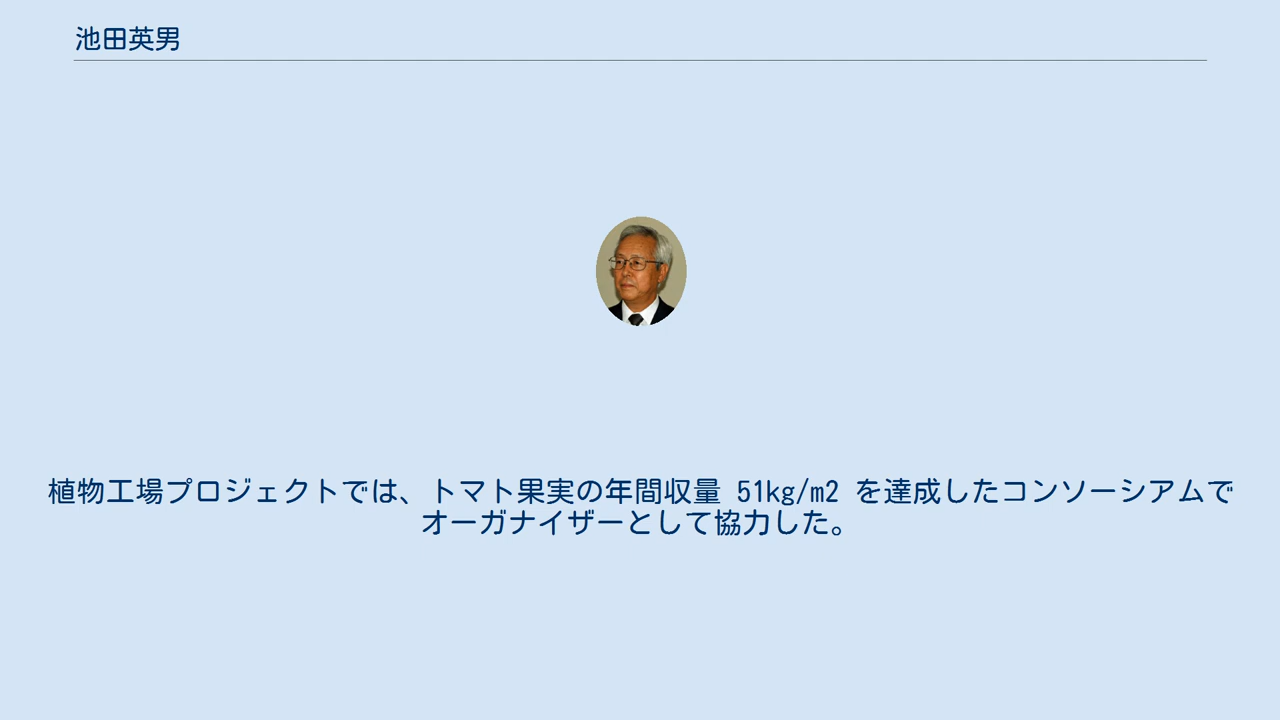 池田英男
植物工場プロジェクトでは、トマト果実の年間収量 51kg/m2 を達成したコンソーシアムで
オーガナイザーとして協力した。